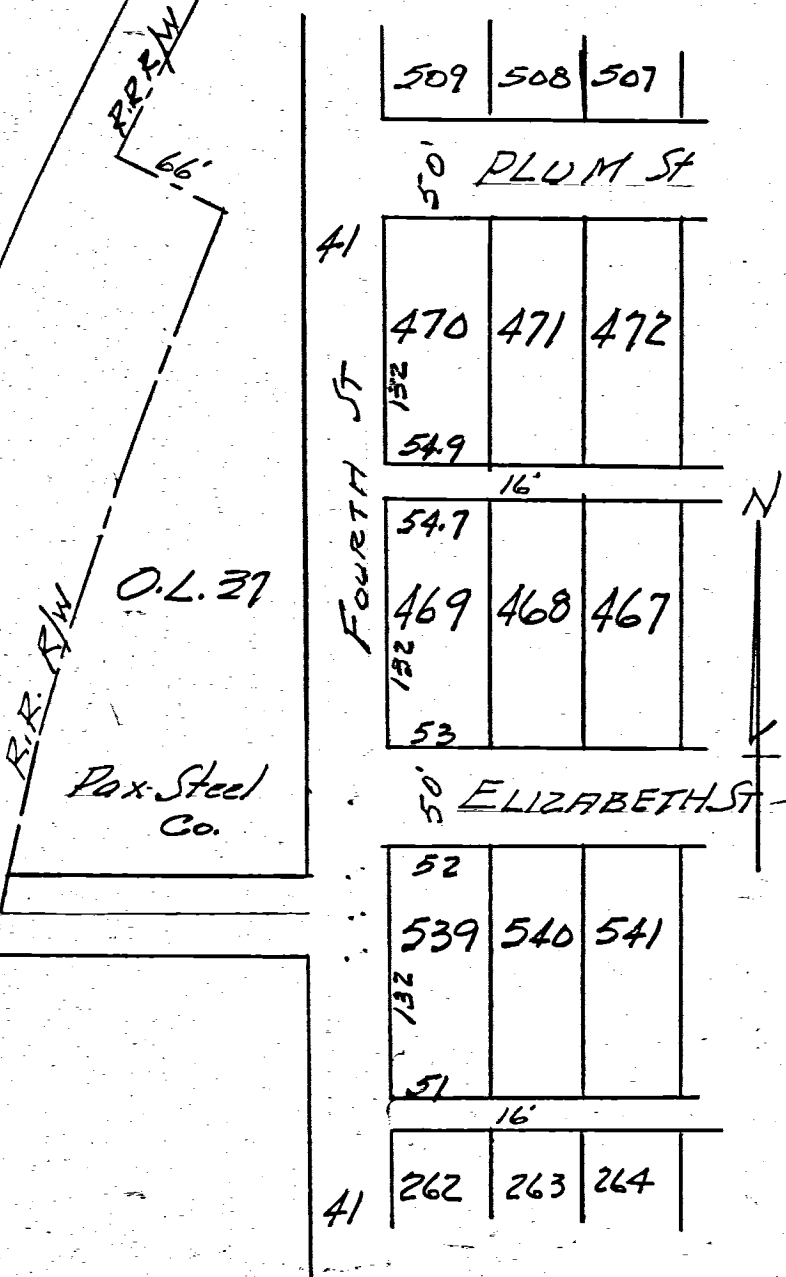 R.R. R/W
509 508 507
66'
50' PLUM St
41
470 471 472
132
54.9
FOURTH ST
16'
N
54.7
O.L. 37
469 468 467
132
R.R. R/W
53
Pax-Steel
Co.
50' ELIZABETH ST
52
539 540 541
132
51
16'
262 263 264
41